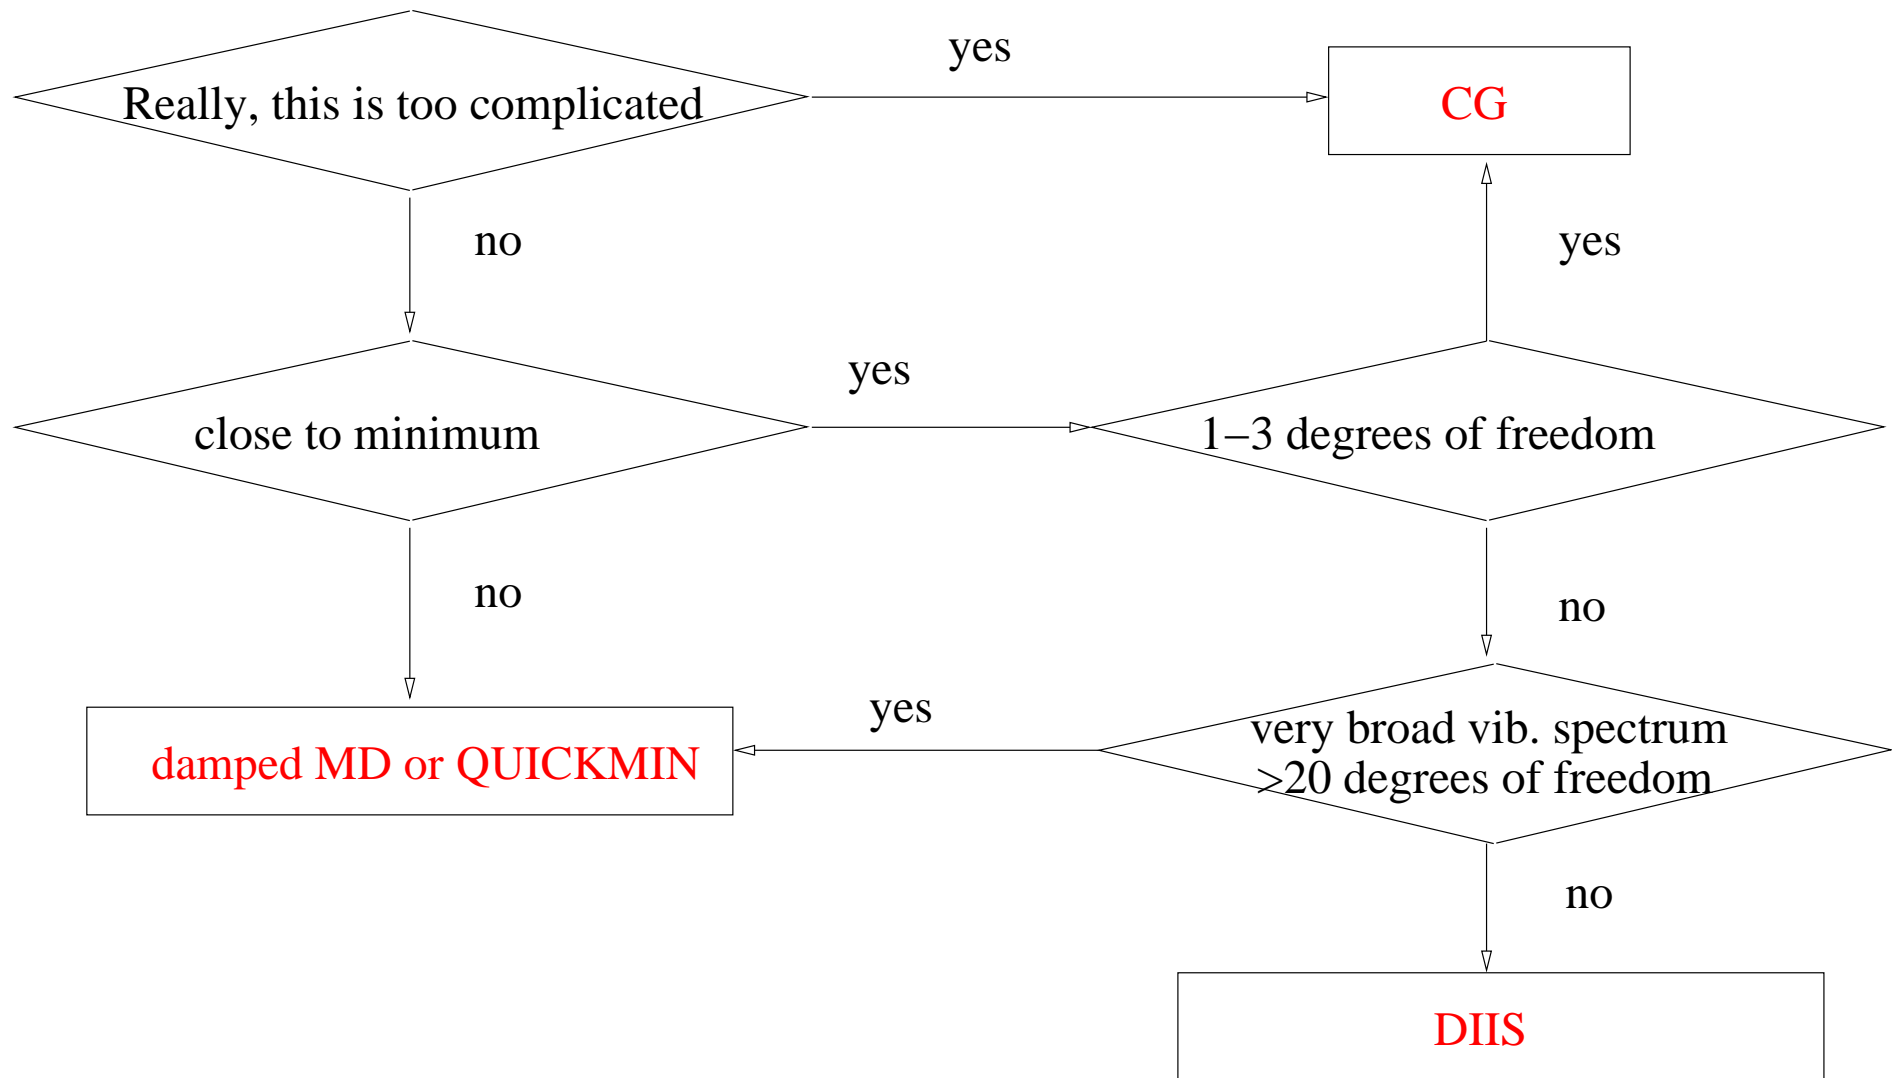 yes
Really, this is too complicated
CG
no
yes
yes
close to minimum
1−3 degrees of freedom
no
no
yes
very broad vib. spectrum
>20 degrees of freedom
damped MD or QUICKMIN
no
DIIS